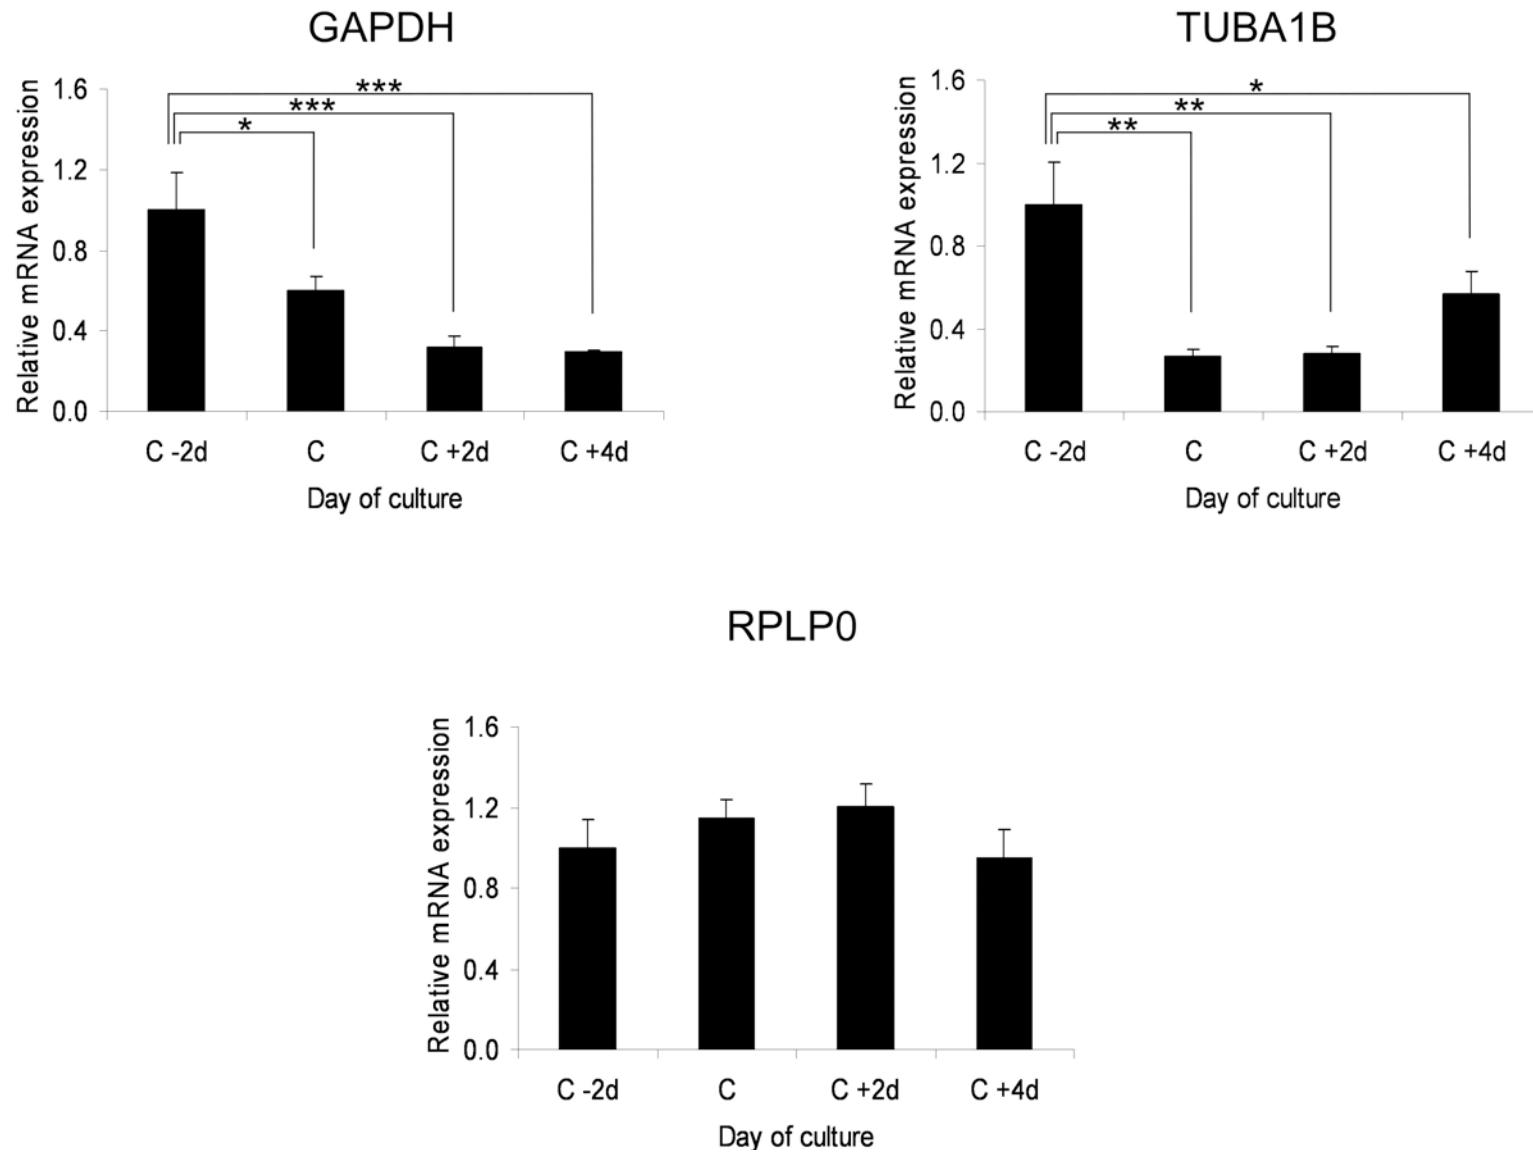 GAPDH
Relative mRNA expression
1.6
1.2
0.8
0.4
0.0
***
***
*
C -2d C C +2d C +4d
Day of culture
TUBA1B
Relative mRNA expression
1.6
1.2
0.8
0.4
0.0
*
**
**
C -2d C C +2d C +4d
Day of culture
RPLP0
Relative mRNA expression
1.6
1.2
0.8
0.4
0.0
C -2d C C +2d C +4d
Day of culture